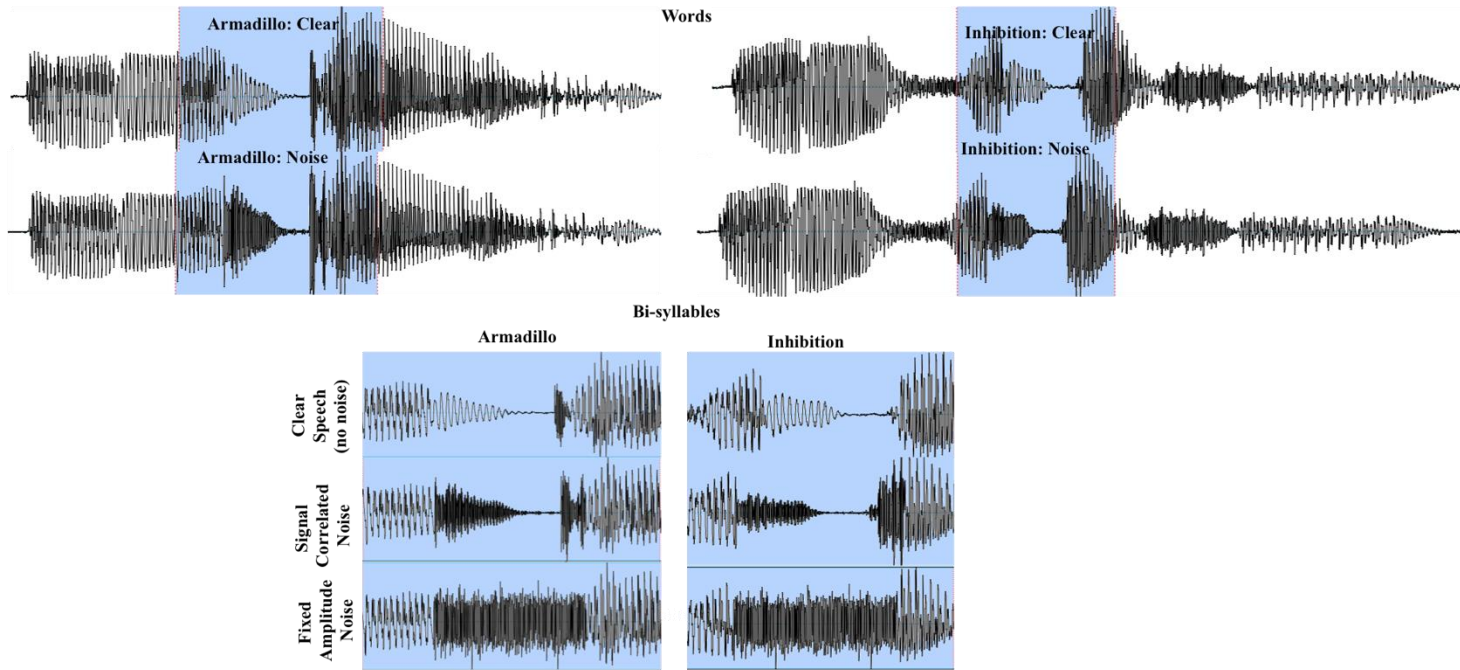 Words
Armadillo: Clear
Inhibition: Clear
Armadillo: Noise
Inhibition: Noise
Bi-syllables
Armadillo
Inhibition
Clear
Speech
(no noise)
Signal
Correlated
Noise
Fixed
Amplitude
Noise